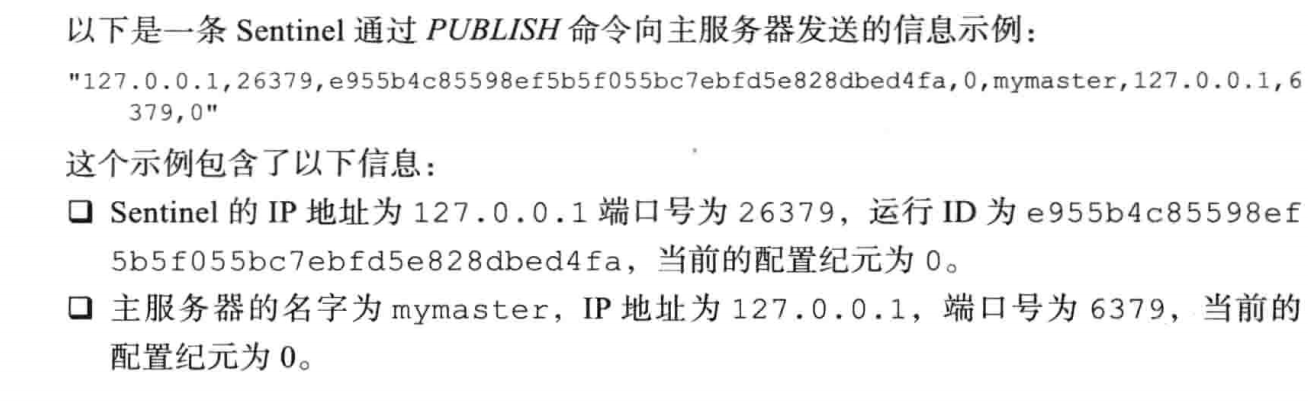 以下是一条 Sentinel 通过 PUBLISH 命令向主服务器发送的信息示例：
"127.0.0.1,26379,e955b4c85598ef5b5f055bc7ebfd5e828dbed4fa,0,mymaster,127.0.0.1,6
379,0"
这个示例包含了以下信息：
❑ Sentinel 的 IP 地址为 127.0.0.1 端口号为 26379，运行 ID 为 e955b4c85598ef
5b5f055bc7ebfd5e828dbed4fa，当前的配置纪元为 0。
❑ 主服务器的名字为 mymaster，IP 地址为 127.0.0.1，端口号为 6379，当前的
配置纪元为 0。